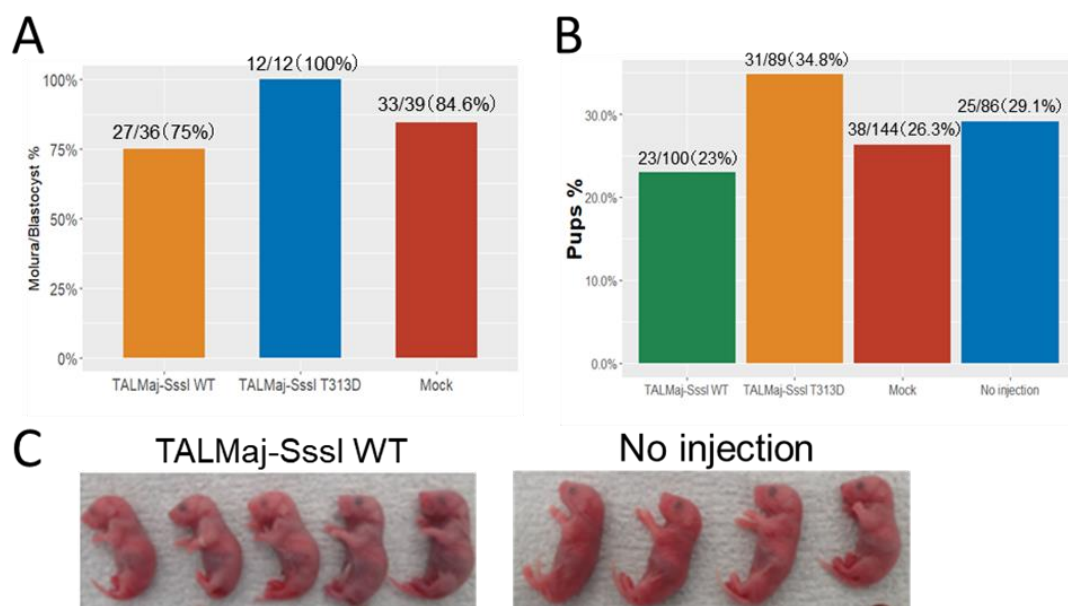 A
Molura/Blastocyst %
100%
75%
50%
25%
0%
27/36(75%)
12/12(100%)
33/39(84.6%)
TALMaj-SssI WT
TALMaj-SssI T313D
Mock
B
Pups %
30.0%
20.0%
10.0%
0.0%
23/100(23%)
31/89(34.8%)
38/144(26.3%)
25/86(29.1%)
TALMaj-SssI WT
TALMaj-SssI T313D
Mock
No injection
C
TALMaj-SssI WT
No injection